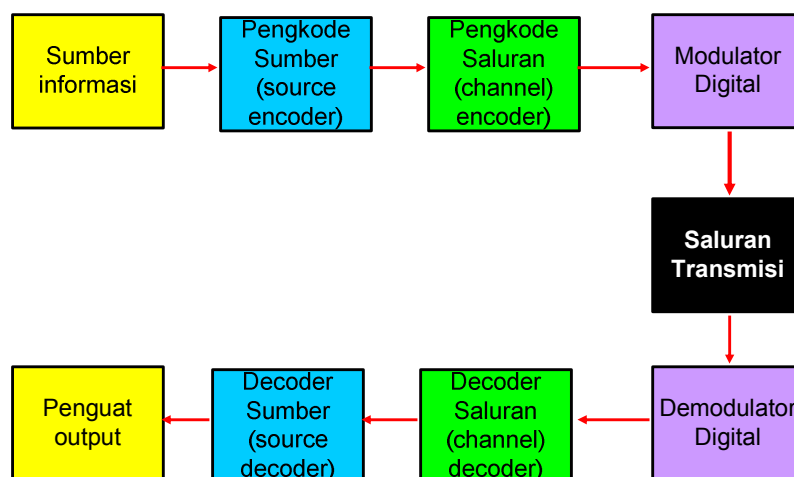 Sumber
informasi
Pengkode
Sumber
(source
encoder)
Pengkode
Saluran
(channel)
encoder)
Modulator
Digital
Saluran
Transmisi
Penguat
output
Decoder
Sumber
(source
decoder)
Decoder
Saluran
(channel)
decoder)
Demodulator
Digital